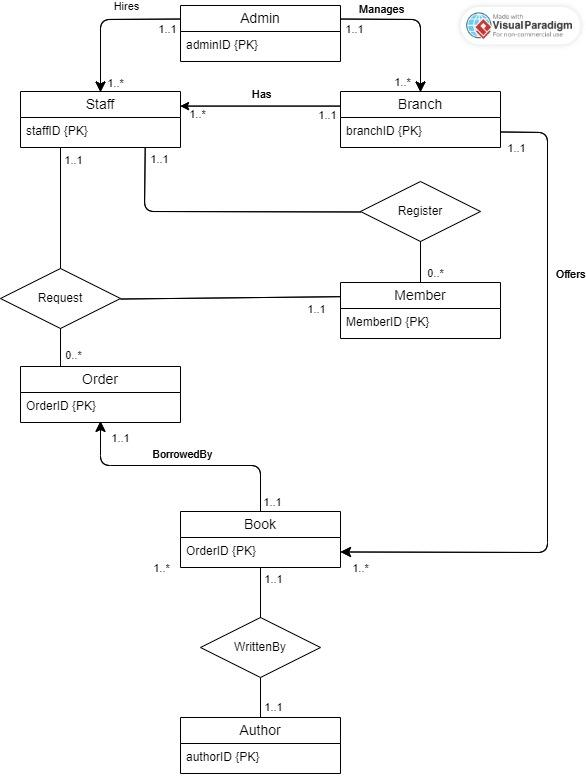 Hires
Admin
Manages
Made with
VisualParadigm
For non-commercial use
1..1
adminID {PK}
1..1
1..*
1..*
Staff
Has
Branch
staffID {PK}
1..*
1..1
branchID {PK}
1..1
1..1
1..1
Register
Offers
0..*
Request
Member
1..1
MemberID {PK}
0..*
Order
OrderID {PK}
1..1
BorrowedBy
1..1
Book
OrderID {PK}
1..*
1..1
1..*
WrittenBy
1..1
Author
authorID {PK}